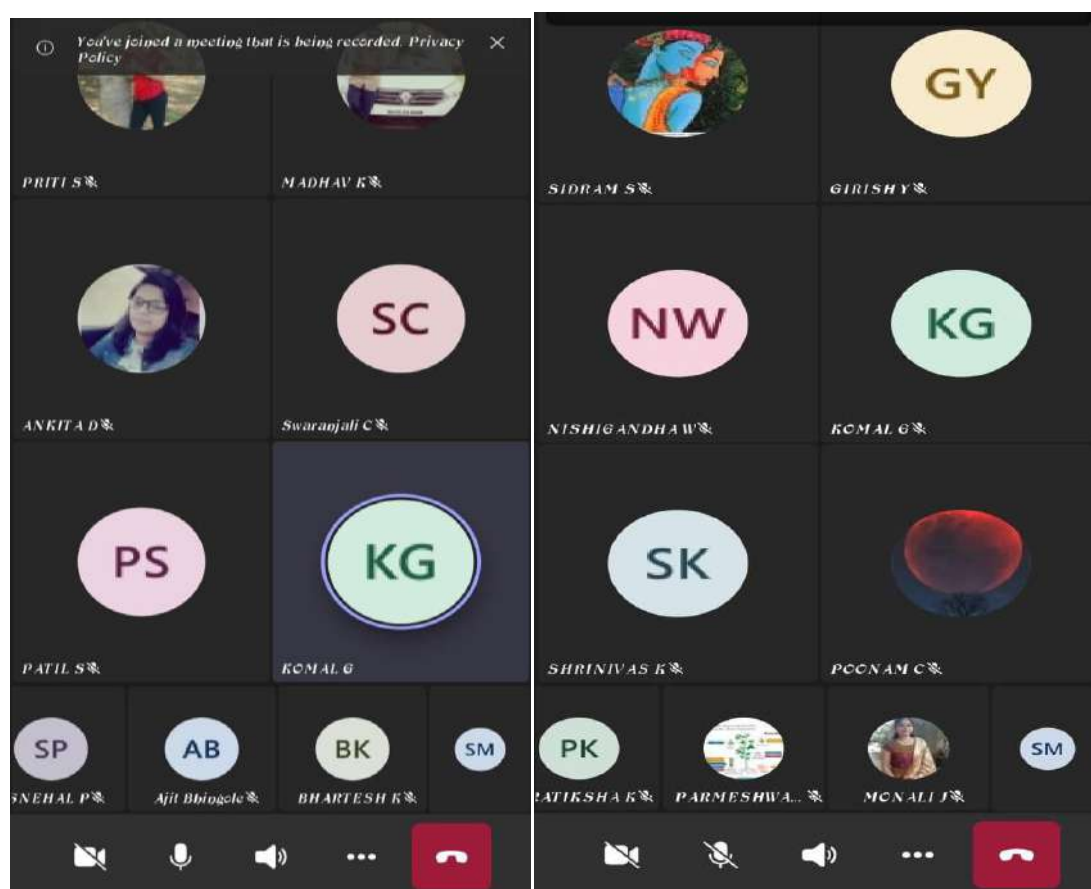 You've joined a meeting that is being recorded. Privacy
Policy
PRITI S
MADHAV K
SC
ANKITA D
Swaranjali C
PS
KG
PATIL S
KOMAL G
SP
AB
BK
SM
SNEHAL P
Ajit Bhingole
BHARTESH K
GY
SIDRAM S
GIRISH Y
NW
KG
NISHIGANDHA W
KOMAL G
SK
SHRINIVAS K
POONAM C
PK
SM
RATIKSHA K
PARMESHWA...
MONALI J